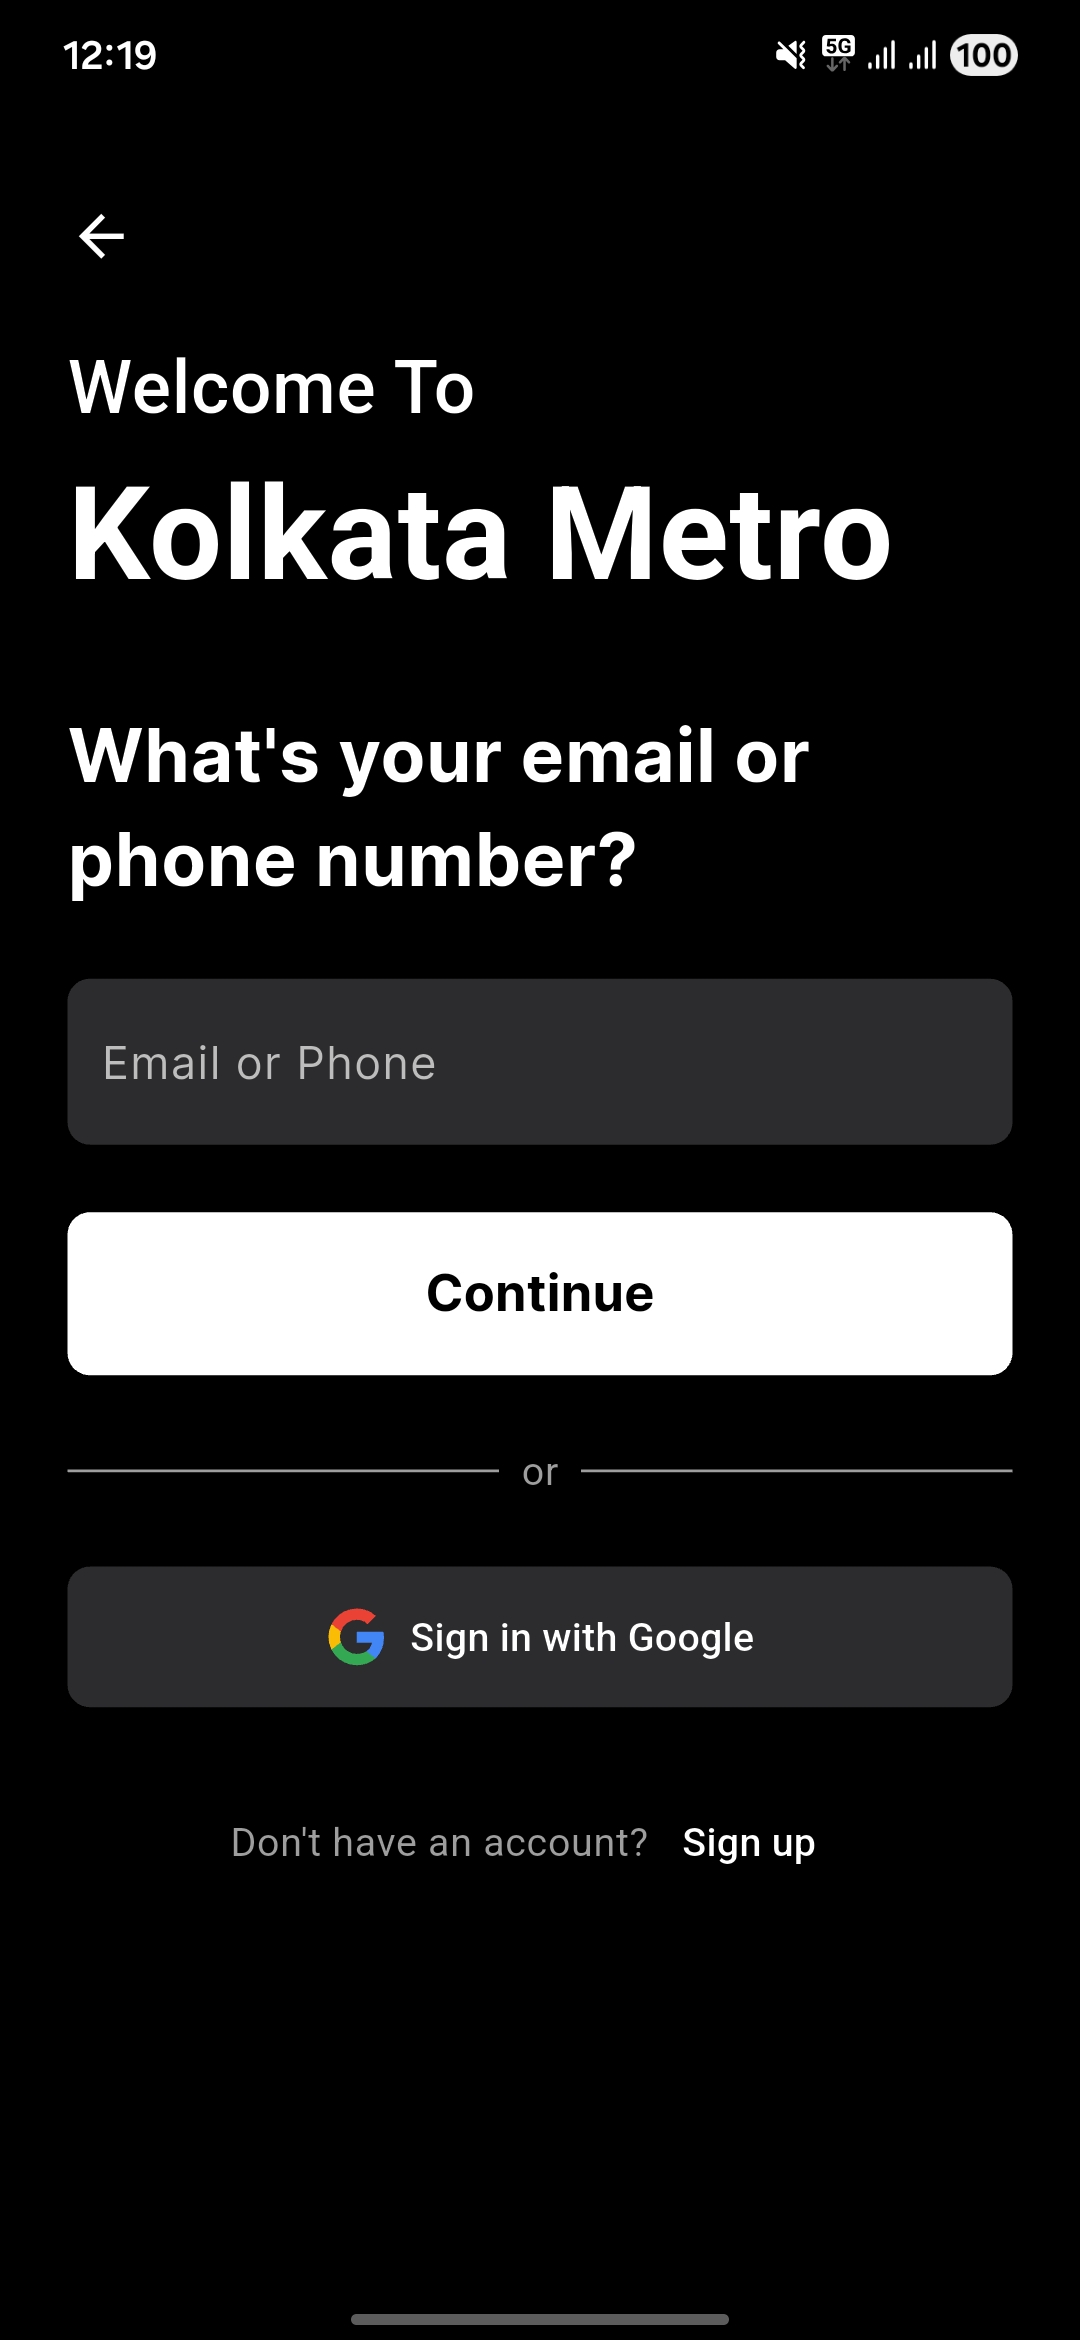 12:19
5G
100
Welcome To
Kolkata Metro
What's your email or
phone number?
Email or Phone
Continue
or
Sign in with Google
Don't have an account? Sign up